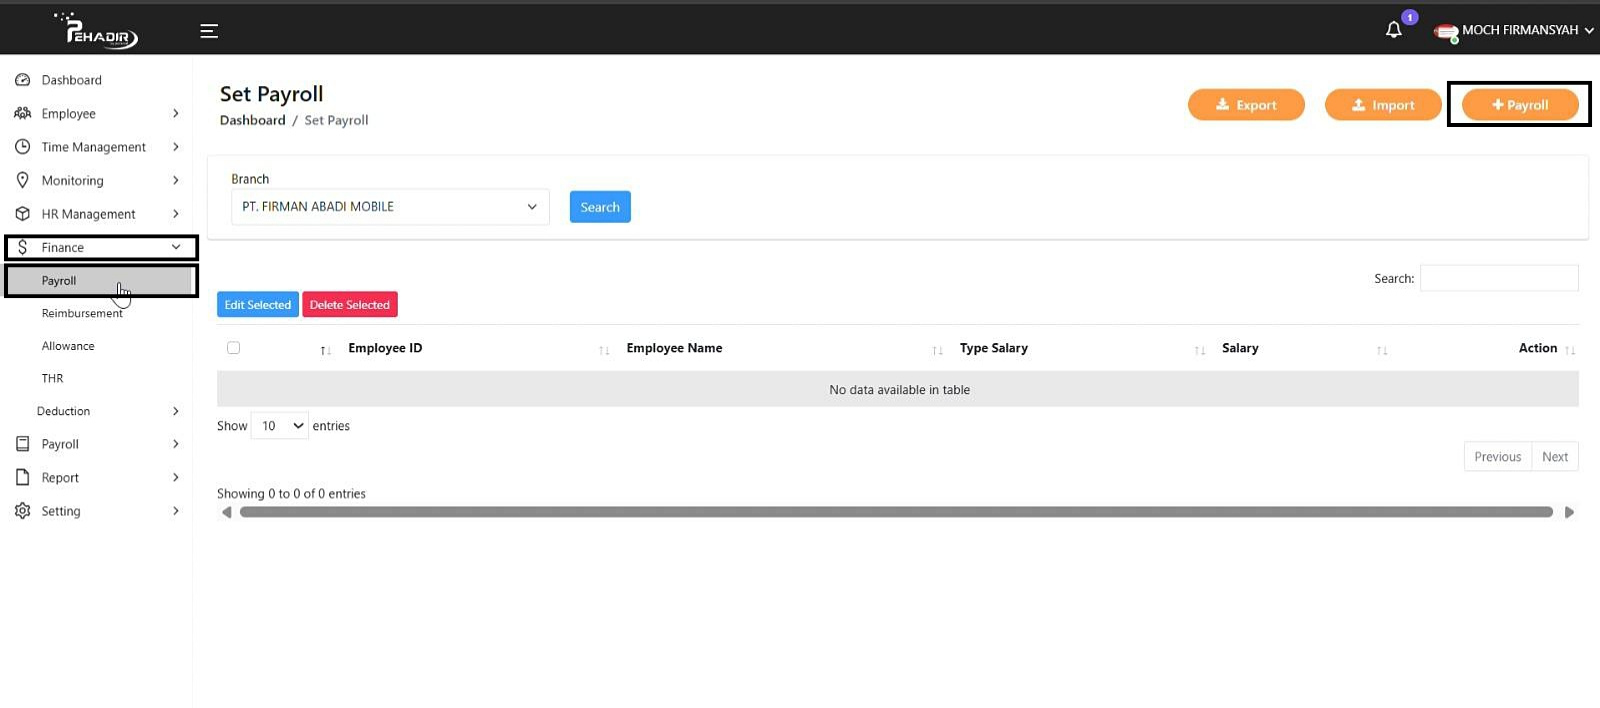 PEHADIR
1
MOCH FIRMANSYAH
Dashboard
Employee
Time Management
Monitoring
HR Management
Finance
Payroll
Reimbursement
Allowance
THR
Deduction
Payroll
Report
Setting
Set Payroll
Dashboard / Set Payroll
Export
Import
+ Payroll
Branch
PT. FIRMAN ABADI MOBILE
Search
Search:
Edit Selected
Delete Selected
Employee ID
Employee Name
Type Salary
Salary
Action
No data available in table
Show 10 entries
Previous
Next
Showing 0 to 0 of 0 entries